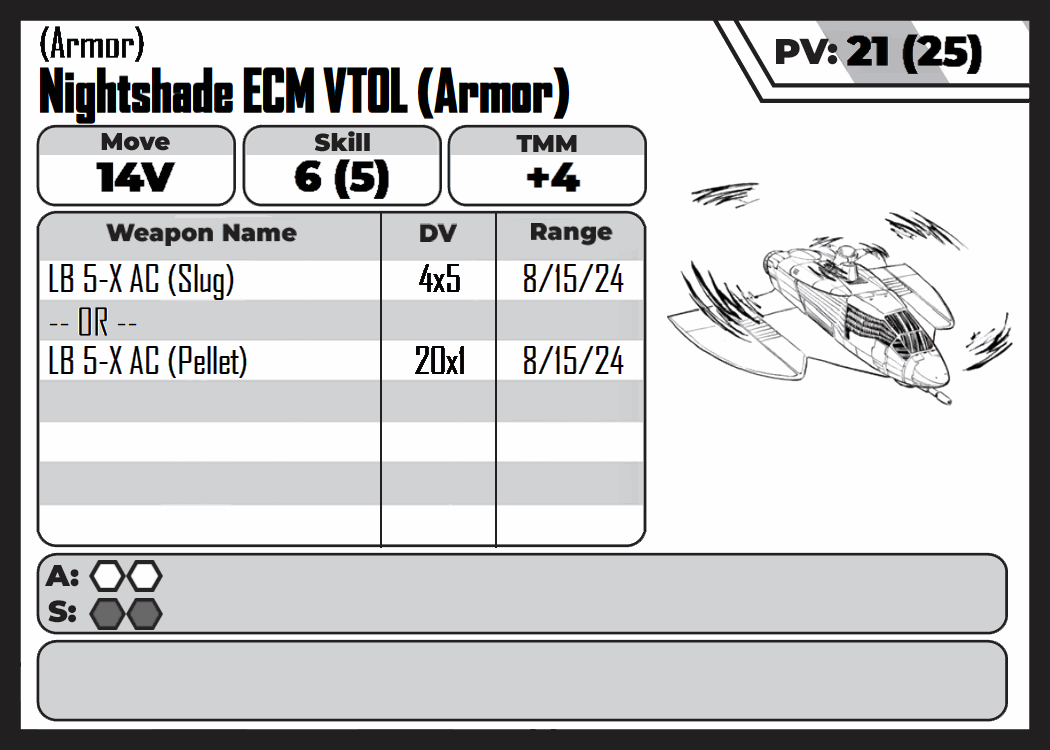 (Armor)
Nightshade ECM VTOL (Armor)
PV: 21 (25)
Move
14V
Skill
6 (5)
TMM
+4
Weapon Name DV Range
LB 5-X AC (Slug) 4x5 8/15/24
-- OR --
LB 5-X AC (Pellet) 20x1 8/15/24
A:
S: